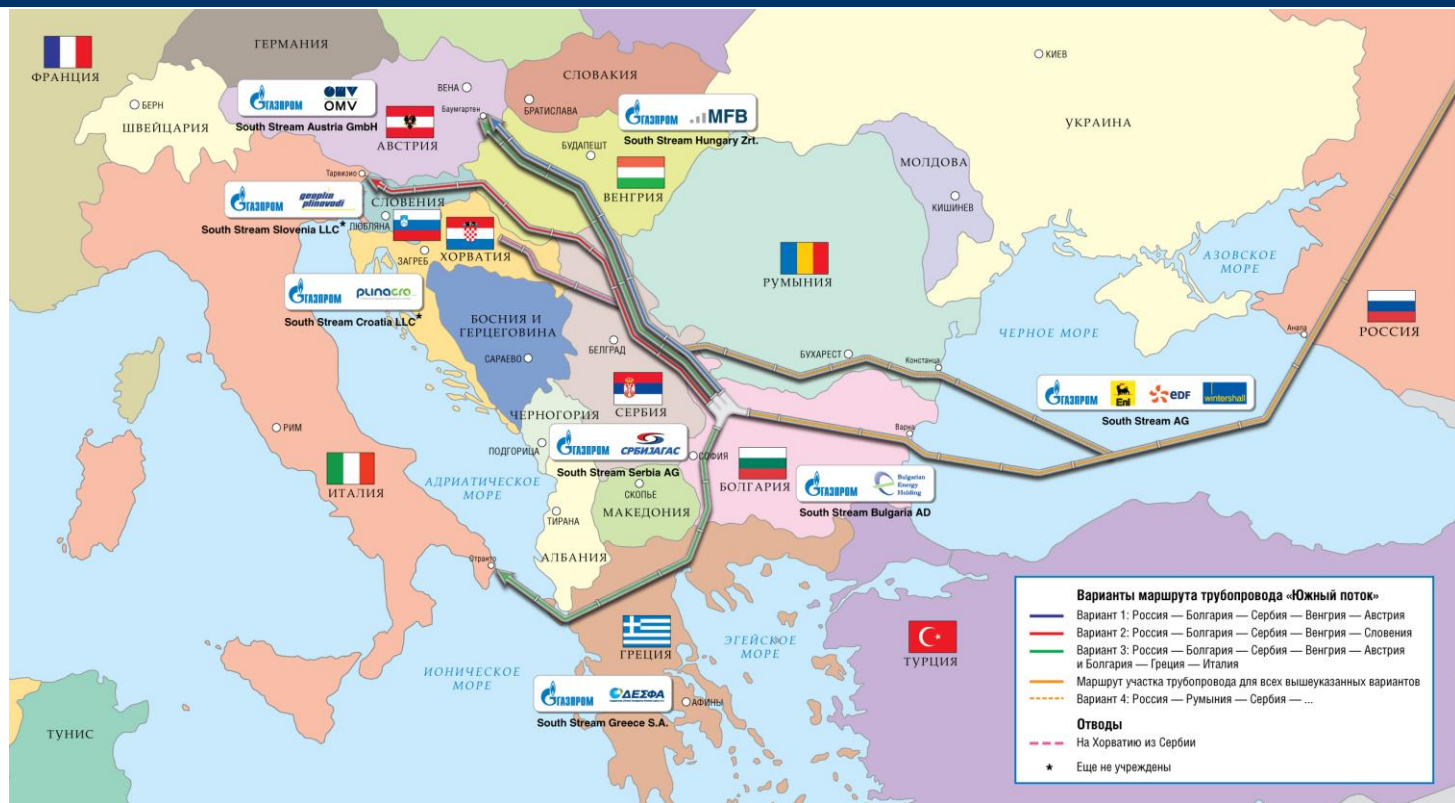 ФРАНЦИЯ
ГЕРМАНИЯ
СЛОВАКИЯ
КИЕВ
БЕРН
ШВЕЙЦАРИЯ
ГАЗПРОМ
OMV
South Stream Austria GmbH
ВЕНА
Баумгартен
АВСТРИЯ
БРАТИСЛАВА
ГАЗПРОМ MFB
South Stream Hungary Zrt.
УКРАИНА
БУДАПЕШТ
ВЕНГРИЯ
МОЛДОВА
КИШИНЕВ
Тарвизио
ГАЗПРОМ
geoplin
plinovodi
South Stream Slovenia LLC*
СЛОВЕНИЯ
ЛЮБЛЯНА
ЗАГРЕБ
ХОРВАТИЯ
РУМЫНИЯ
АЗОВСКОЕ
МОРЕ
ГАЗПРОМ PLINACRO
South Stream Croatia LLC*
БОСНИЯ И
ГЕРЦЕГОВИНА
САРАЕВО
БЕЛГРАД
БУХАРЕСТ
Констанца
ЧЕРНОЕ МОРЕ
Анапа
РОССИЯ
СЕРБИЯ
ЧЕРНОГОРИЯ
ПОДГОРИЦА
ГАЗПРОМ Eni eDF wintershall
South Stream AG
РИМ
ИТАЛИЯ
ГАЗПРОМ СРБИЈАГАС
South Stream Serbia AG
СОФИЯ
БОЛГАРИЯ
Варна
ГАЗПРОМ
Bulgarian
Energy
Holding
South Stream Bulgaria AD
АДРИАТИЧЕСКОЕ
МОРЕ
СКОПЬЕ
МАКЕДОНИЯ
ТИРАНА
АЛБАНИЯ
Отранто
ИОНИЧЕСКОЕ
МОРЕ
ГРЕЦИЯ
ЭГЕЙСКОЕ
МОРЕ
ТУРЦИЯ
ГАЗПРОМ ΔΕΣΦΑ
South Stream Greece S.A.
АФИНЫ
ТУНИС
Варианты маршрута трубопровода «Южный поток»
Вариант 1: Россия — Болгария — Сербия — Венгрия — Австрия
Вариант 2: Россия — Болгария — Сербия — Венгрия — Словения
Вариант 3: Россия — Болгария — Сербия — Венгрия — Австрия
и Болгария — Греция — Италия
Маршрут участка трубопровода для всех вышеуказанных вариантов
Вариант 4: Россия — Румыния — Сербия — ...
Отводы
На Хорватию из Сербии
* Еще не учреждены